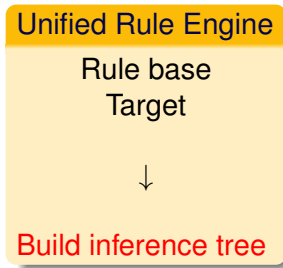 Unified Rule Engine
Rule base
Target
↓
Build inference tree